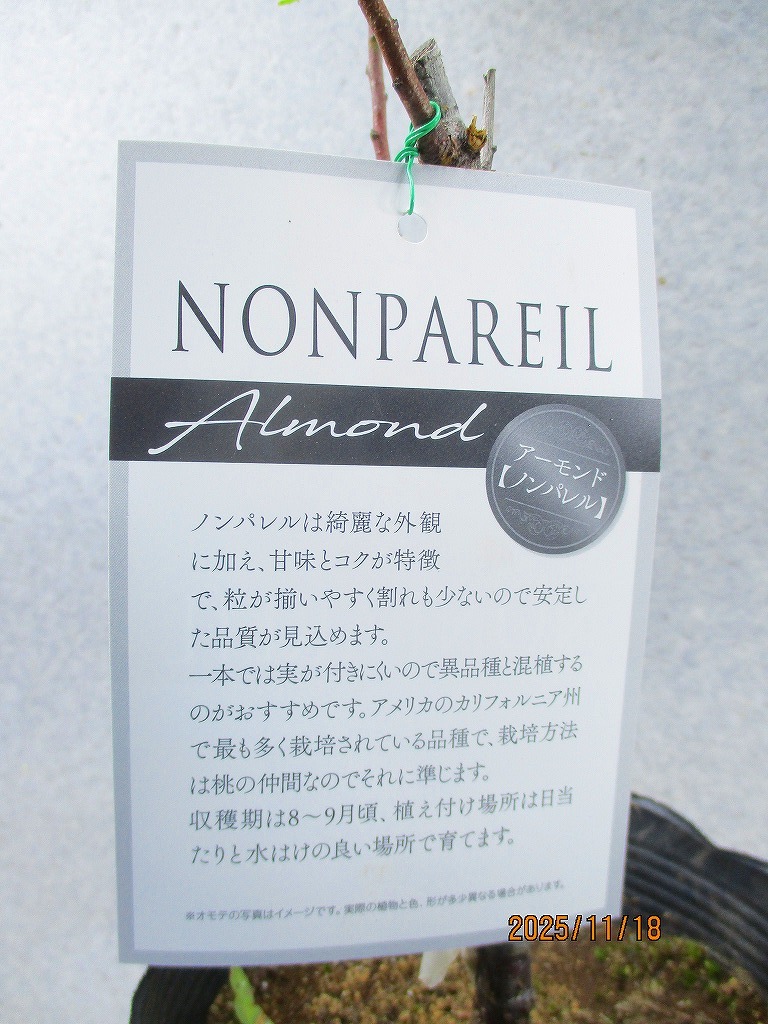 NONPAREIL
Almond
アーモンド
【ノンパレル】
ノンパレルは綺麗な外観
に加え、甘味とコクが特徴
で、粒が揃いやすく割れも少ないので安定し
た品質が見込めます。
一本では実が付きにくいので異品種と混植する
のがおすすめです。アメリカのカリフォルニア州
で最も多く栽培されている品種で、栽培方法
は桃の仲間なのでそれに準じます。
収穫期は8～9月頃、植え付け場所は日当
たりと水はけの良い場所で育てます。
※オモテの写真はイメージです。実際の植物と色、形が多少異なる場合があります。
2025/11/18